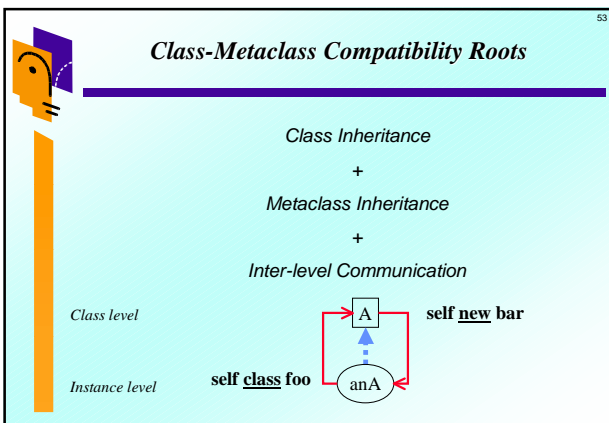 53
Class-Metaclass Compatibility Roots
Class Inheritance
+
Metaclass Inheritance
+
Inter-level Communication
Class level
A
self new bar
Instance level
self class foo
anA